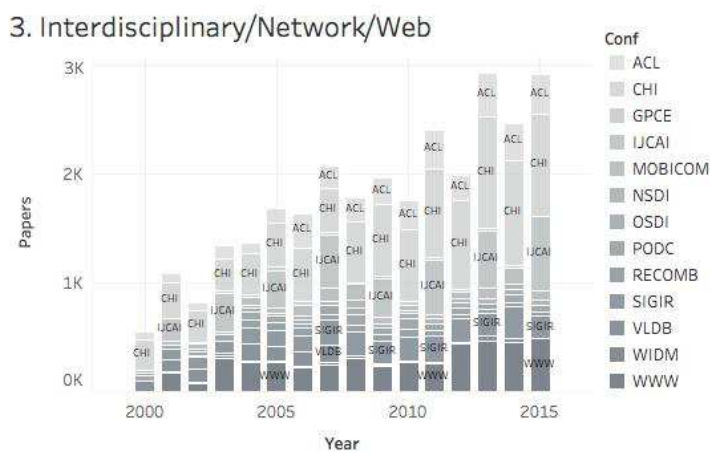 3. Interdisciplinary/Network/Web
Conf
ACL
CHI
GPCE
IJCAI
MOBICOM
NSDI
OSDI
PODC
RECOMB
SIGIR
VLDB
WIDM
WWW
3K
2K
1K
0K
Papers
CHI
CHI
IJCAI
CHI
CHI
IJCAI
CHI
CHI
IJCAI
WWW
ACL
CHI
ACL
CHI
IJCAI
SIGIR
VLDB
ACL
CHI
ACL
CHI
IJCAI
SIGIR
ACL
CHI
ACL
CHI
IJCAI
SIGIR
WWW
ACL
CHI
ACL
CHI
IJCAI
SIGIR
ACL
CHI
ACL
CHI
IJCAI
SIGIR
WWW
2000 2005 2010 2015
Year